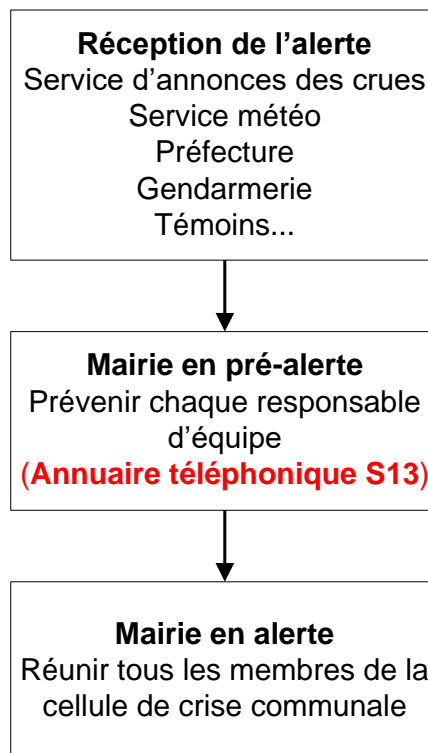 Réception de l’alerte
Service d’annonces des crues
Service météo
Préfecture
Gendarmerie
Témoins...
Mairie en pré-alerte
Prévenir chaque responsable
d’équipe
(Annuaire téléphonique S13)
Mairie en alerte
Réunir tous les membres de la
cellule de crise communale